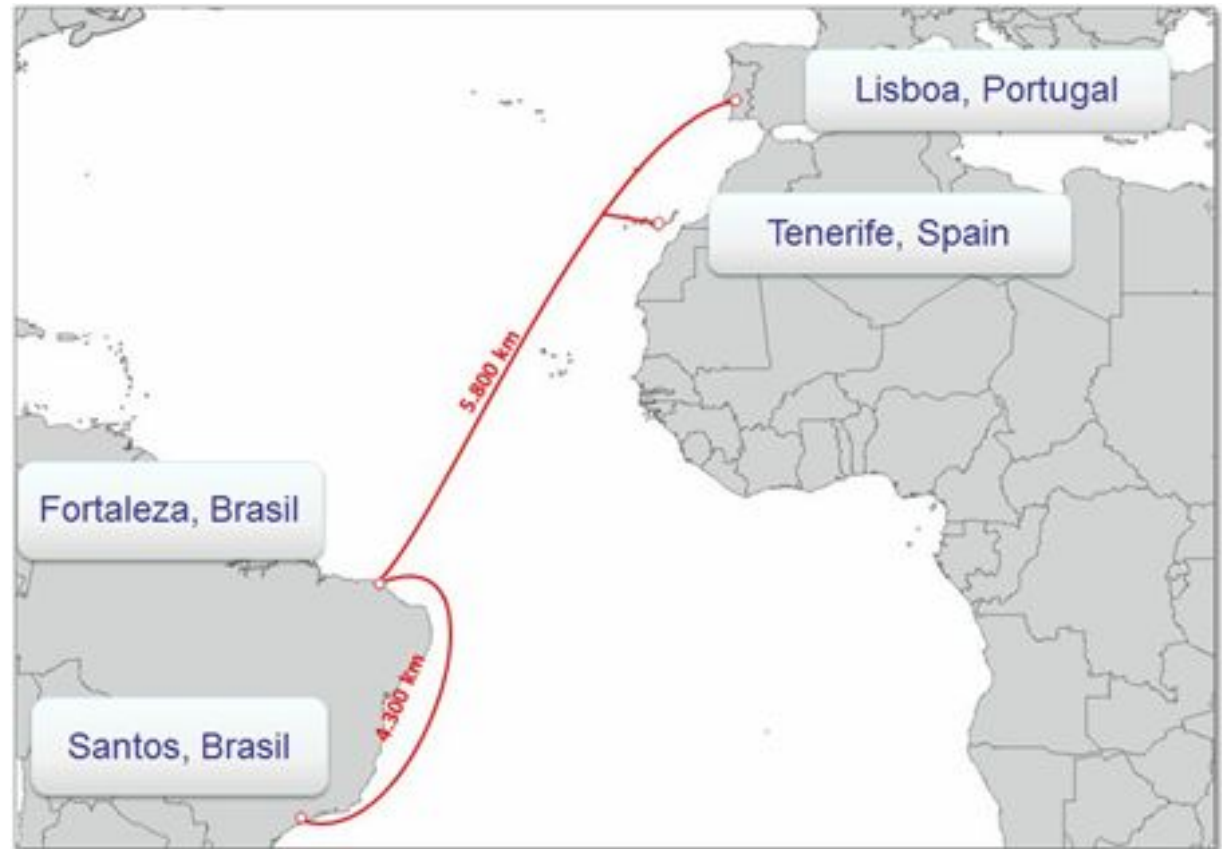 Lisboa, Portugal
Tenerife, Spain
5.800 km
Fortaleza, Brasil
4.300 km
Santos, Brasil